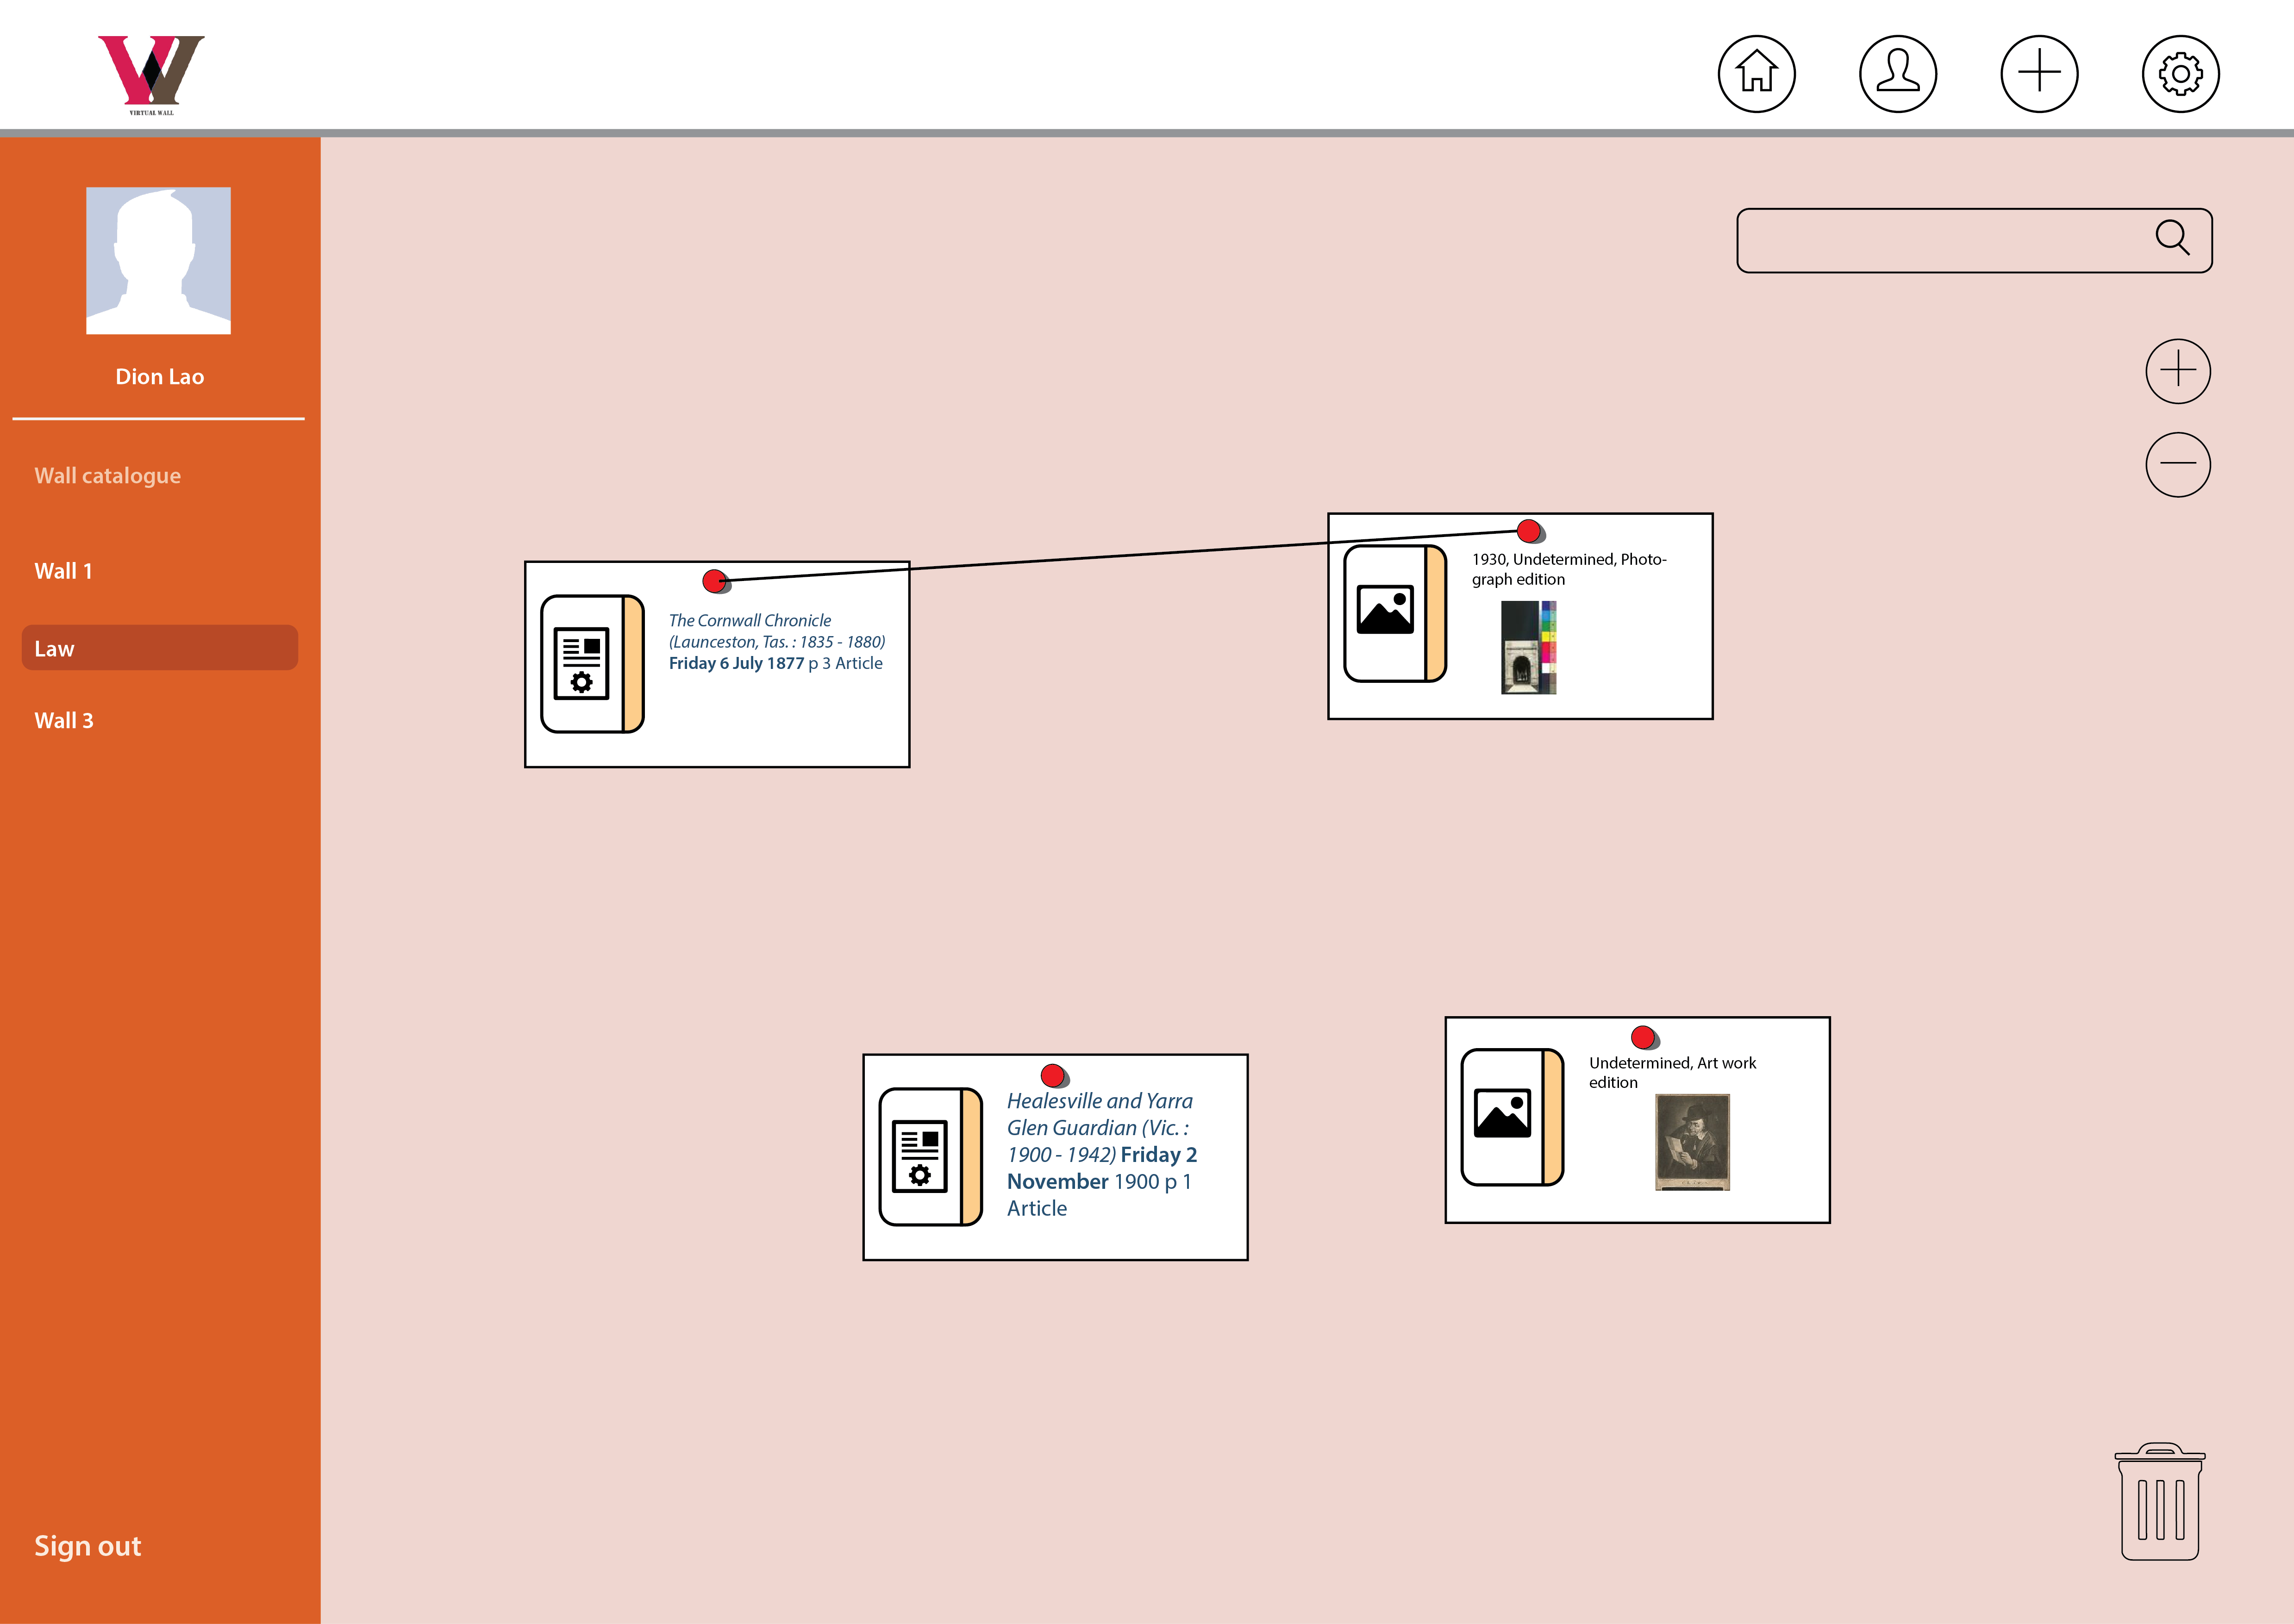 VIRTUAL WALL
Dion Lao
Wall catalogue
Wall 1
Law
Wall 3
Sign out
The Cornwall Chronicle
(Launceston, Tas. : 1835 - 1880)
Friday 6 July 1877 p 3 Article
1930, Undetermined, Photo-
graph edition
Healesville and Yarra
Glen Guardian (Vic. :
1900 - 1942) Friday 2
November 1900 p 1
Article
Undetermined, Art work
edition